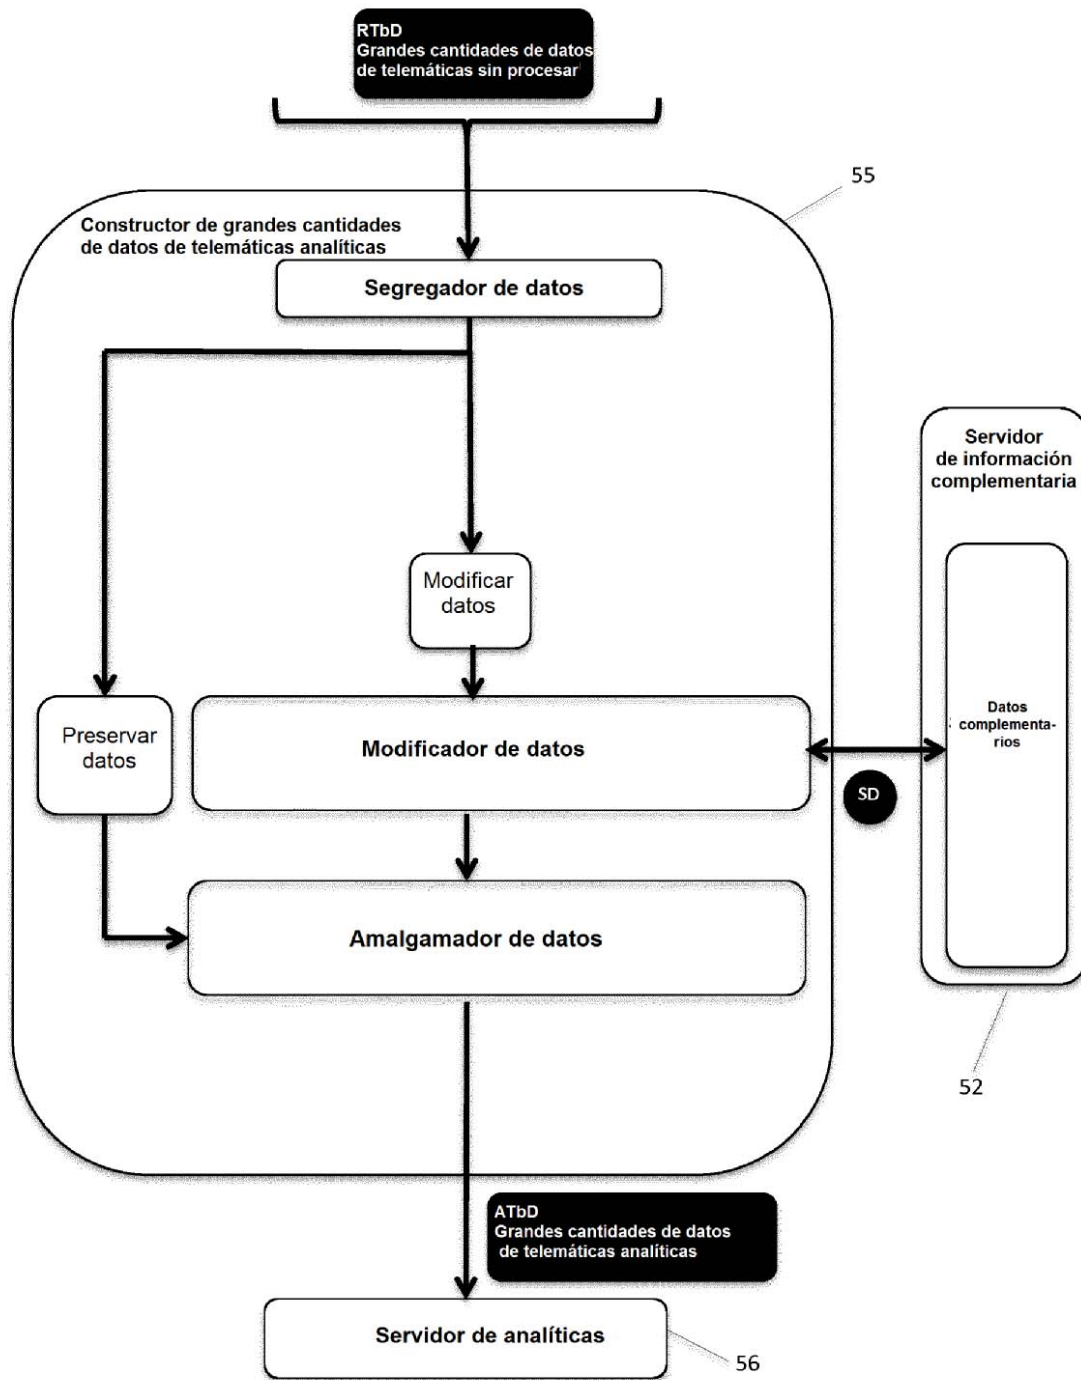 RTbD
Grandes cantidades de datos
de telemáticas sin procesar
55
Constructor de grandes cantidades
de datos de telemáticas analíticas
Segregador de datos
Servidor
de información
complementaria
Modificar
datos
Preservar
datos
Modificador de datos
Datos
complementa-
rios
SD
Amalgamador de datos
52
ATbD
Grandes cantidades de datos
de telemáticas analíticas
Servidor de analíticas
56